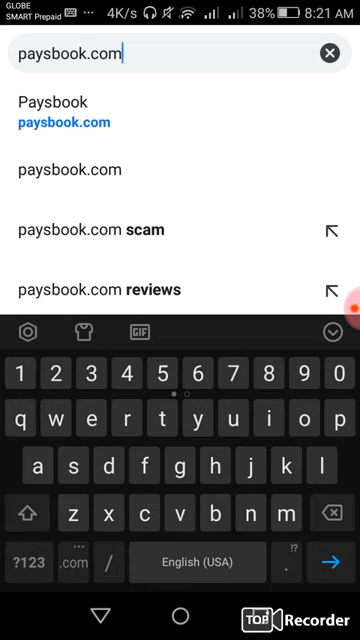 GLOBE
SMART Prepaid ... 4K/s 38% 8:21 AM
paysbook.com
Paysbook
paysbook.com
paysbook.com
paysbook.com scam
paysbook.com reviews
GIF
1 2 3 4 5 6 7 8 9 0
q w e r t y u i o p
a s d f g h j k l
z x c v b n m
?123 .com / English (USA) . !?
TOP Recorder